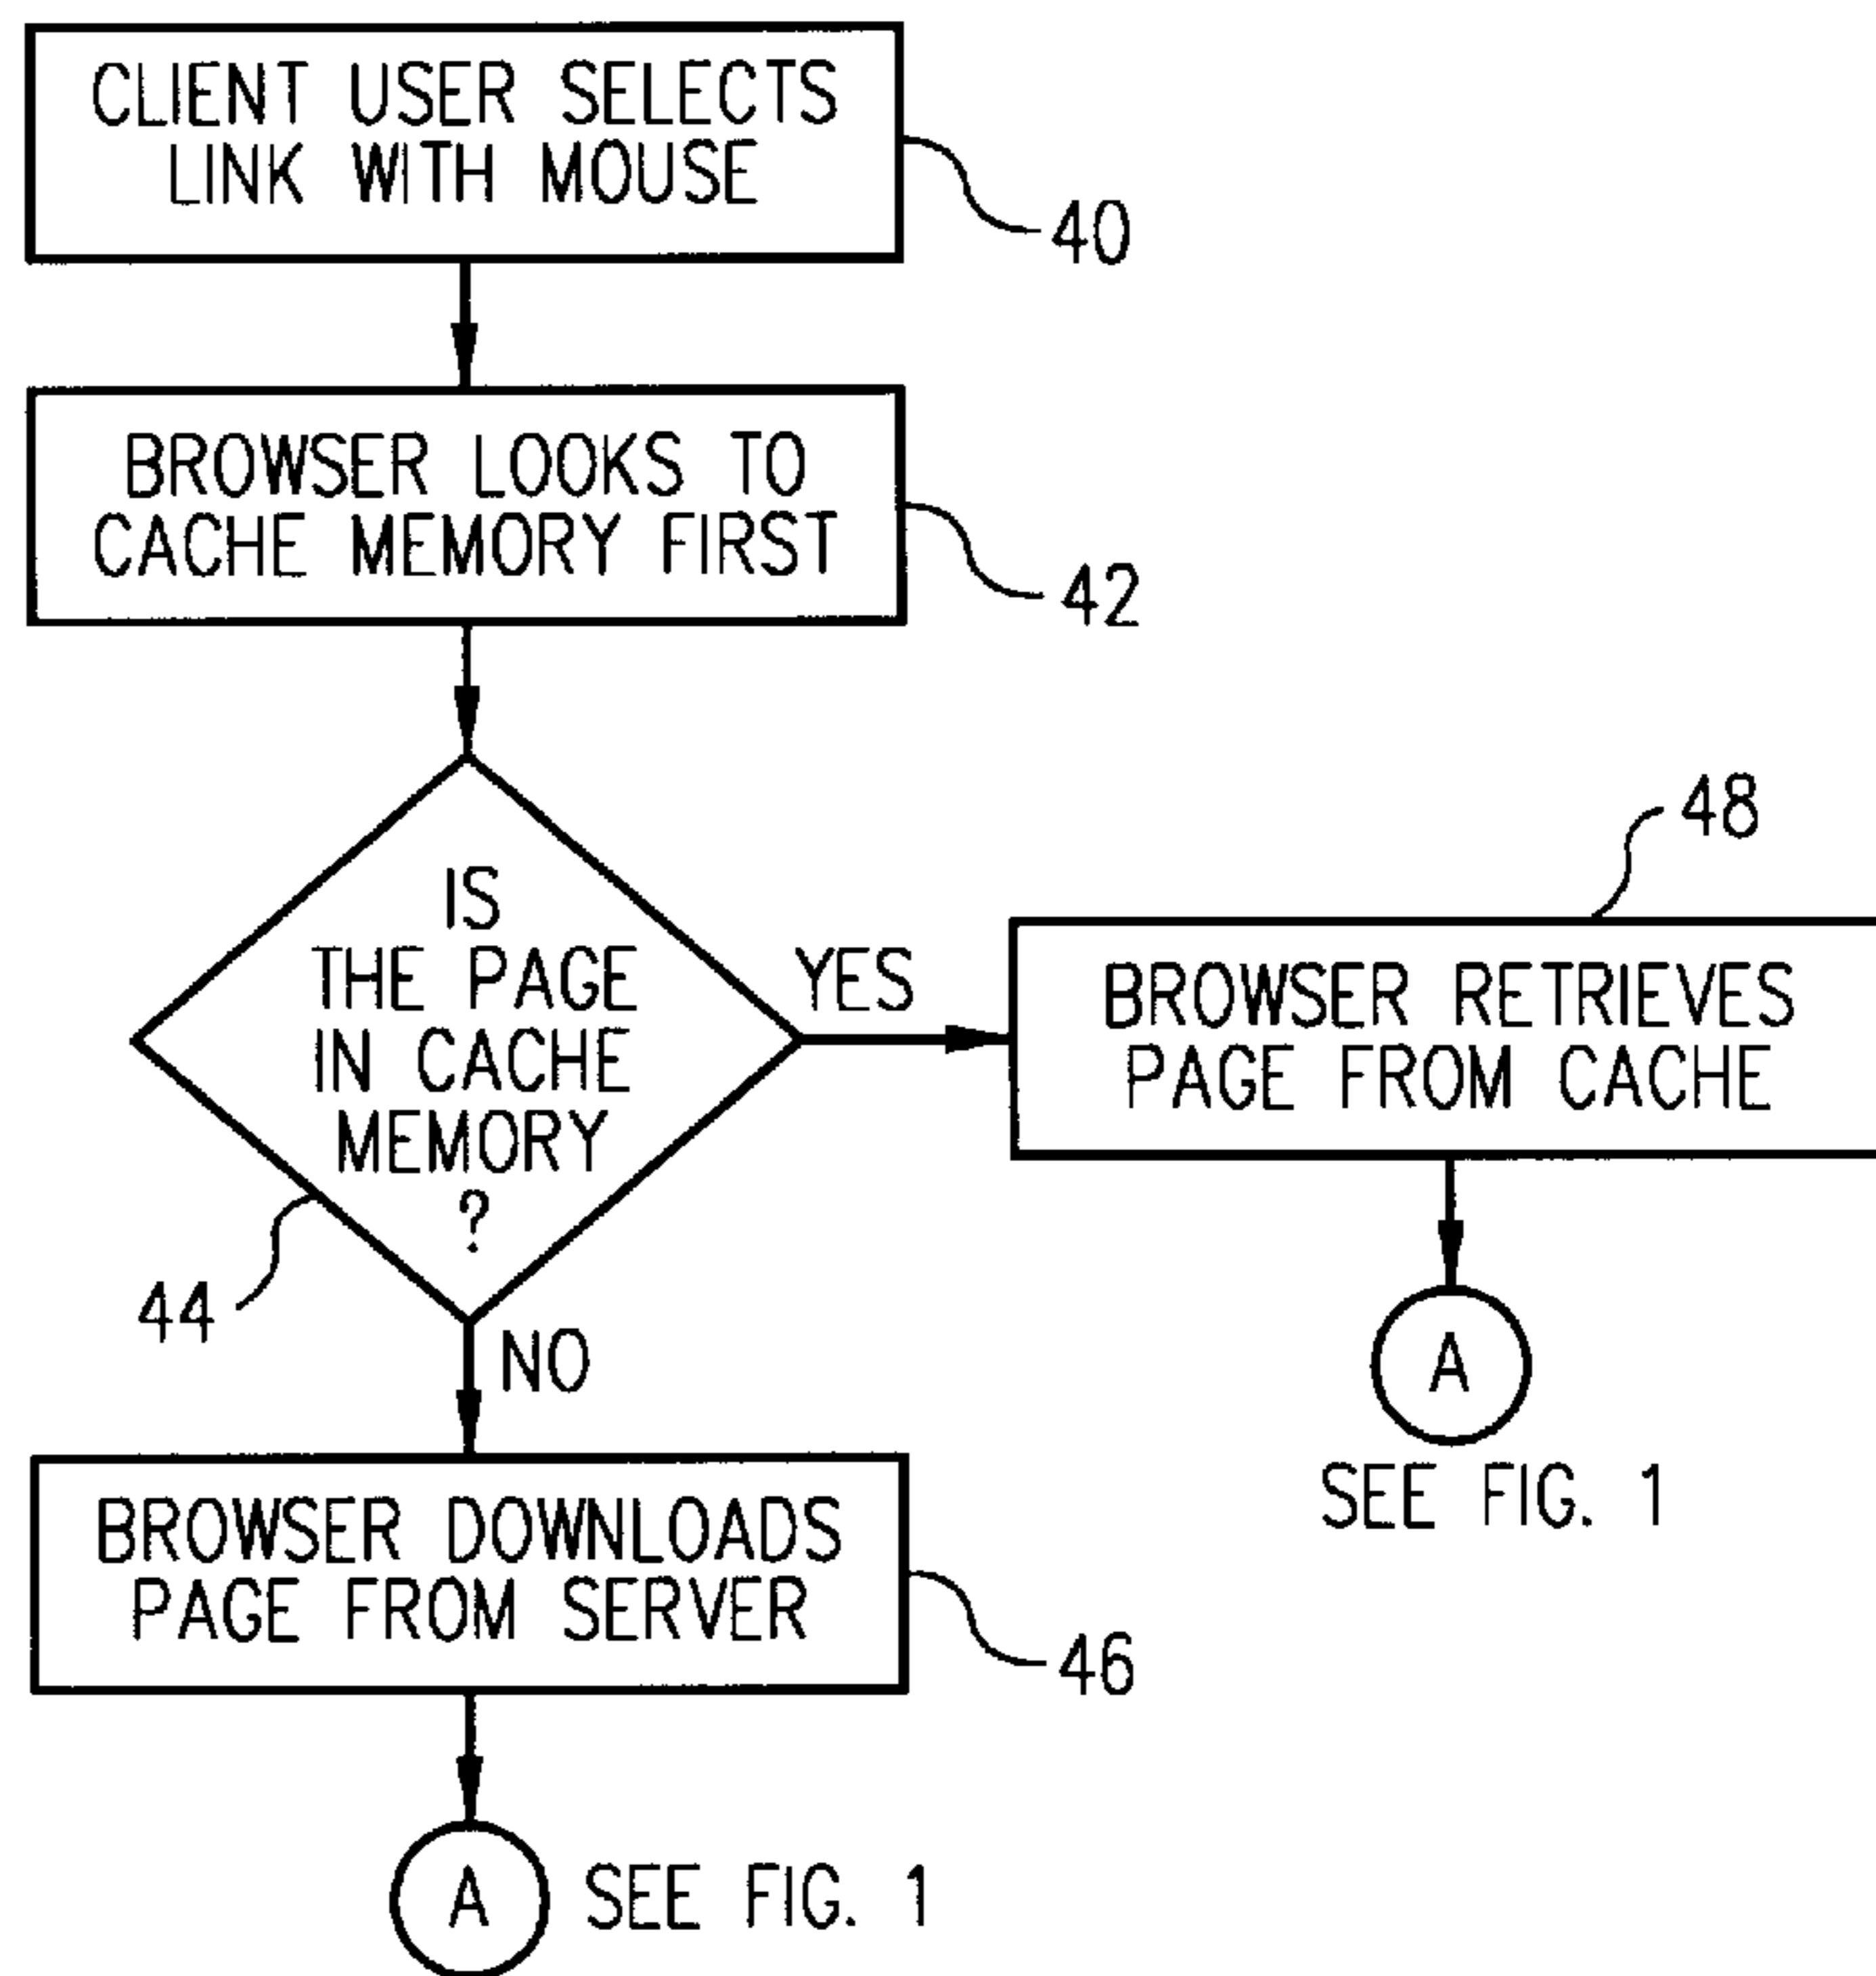 CLIENT USER SELECTS
LINK WITH MOUSE
40
BROWSER LOOKS TO
CACHE MEMORY FIRST
42
IS
THE PAGE
IN CACHE
MEMORY
?
44
YES
48
BROWSER RETRIEVES
PAGE FROM CACHE
A
SEE FIG. 1
NO
BROWSER DOWNLOADS
PAGE FROM SERVER
46
A
SEE FIG. 1